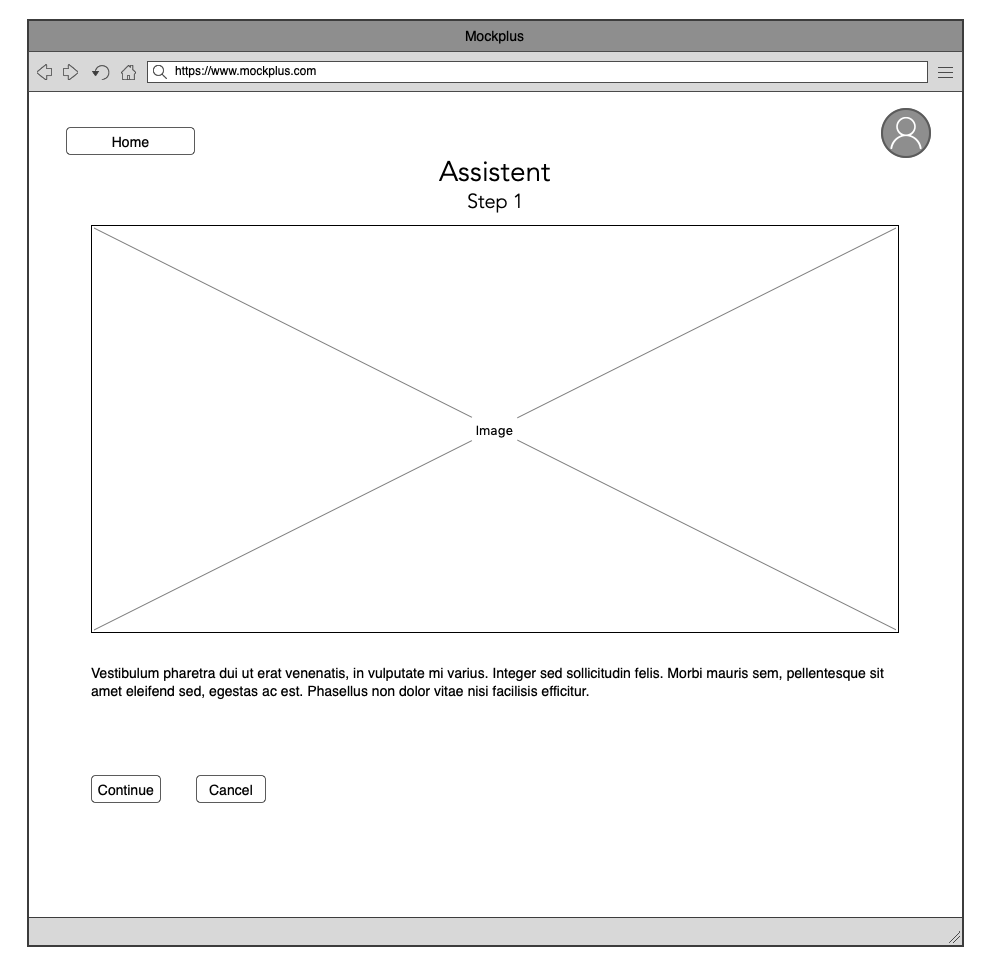 Mockplus
https://www.mockplus.com
Home
Assistent
Step 1
Image
Vestibulum pharetra dui ut erat venenatis, in vulputate mi varius. Integer sed sollicitudin felis. Morbi mauris sem, pellentesque sit
amet eleifend sed, egestas ac est. Phasellus non dolor vitae nisi facilisis efficitur.
Continue
Cancel